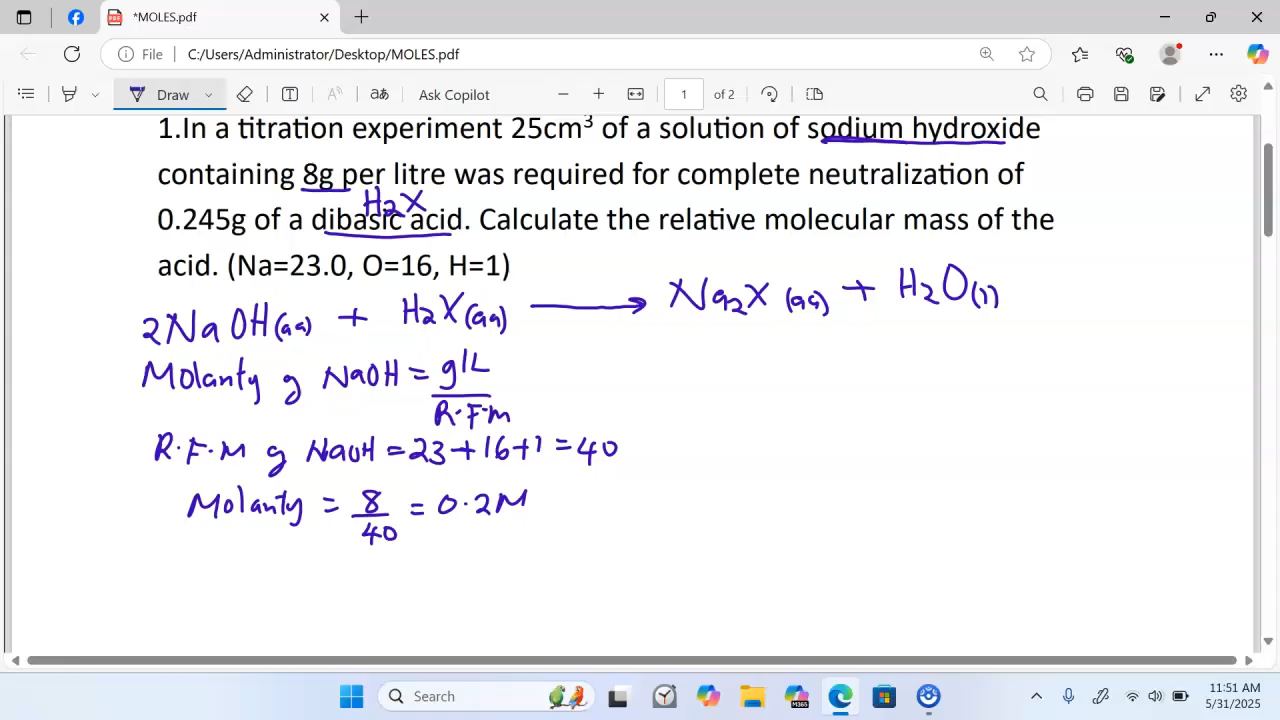 *MOLES.pdf
File C:/Users/Administrator/Desktop/MOLES.pdf
Draw Ask Copilot 1 of 2
1.In a titration experiment 25cm³ of a solution of sodium hydroxide
containing 8g per litre was required for complete neutralization of
H₂X
0.245g of a dibasic acid. Calculate the relative molecular mass of the
acid. (Na=23.0, O=16, H=1)
2NaOH(aq) + H₂X(aq) → Na₂X (aq) + H₂O(l)
Molarity of NaOH = g/L
R.F.M
R.F.M of NaOH = 23+16+1 = 40
Molarity = 8/40 = 0.2M
Search
M365
11:51 AM
5/31/2025